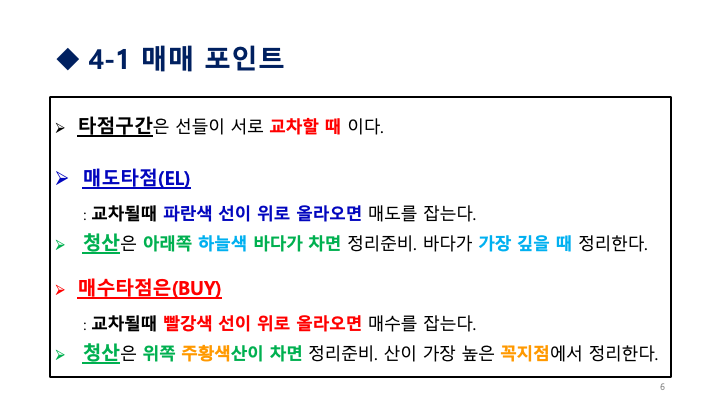 ◆ 4-1 매매 포인트
➢ 타점구간은 선들이 서로 교차할 때 이다.
➢ 매도타점(EL)
: 교차될때 파란색 선이 위로 올라오면 매도를 잡는다.
➢ 청산은 아래쪽 하늘색 바다가 차면 정리준비. 바다가 가장 깊을 때 정리한다.
➢ 매수타점은(BUY)
: 교차될때 빨강색 선이 위로 올라오면 매수를 잡는다.
➢ 청산은 위쪽 주황색산이 차면 정리준비. 산이 가장 높은 꼭지점에서 정리한다.
6